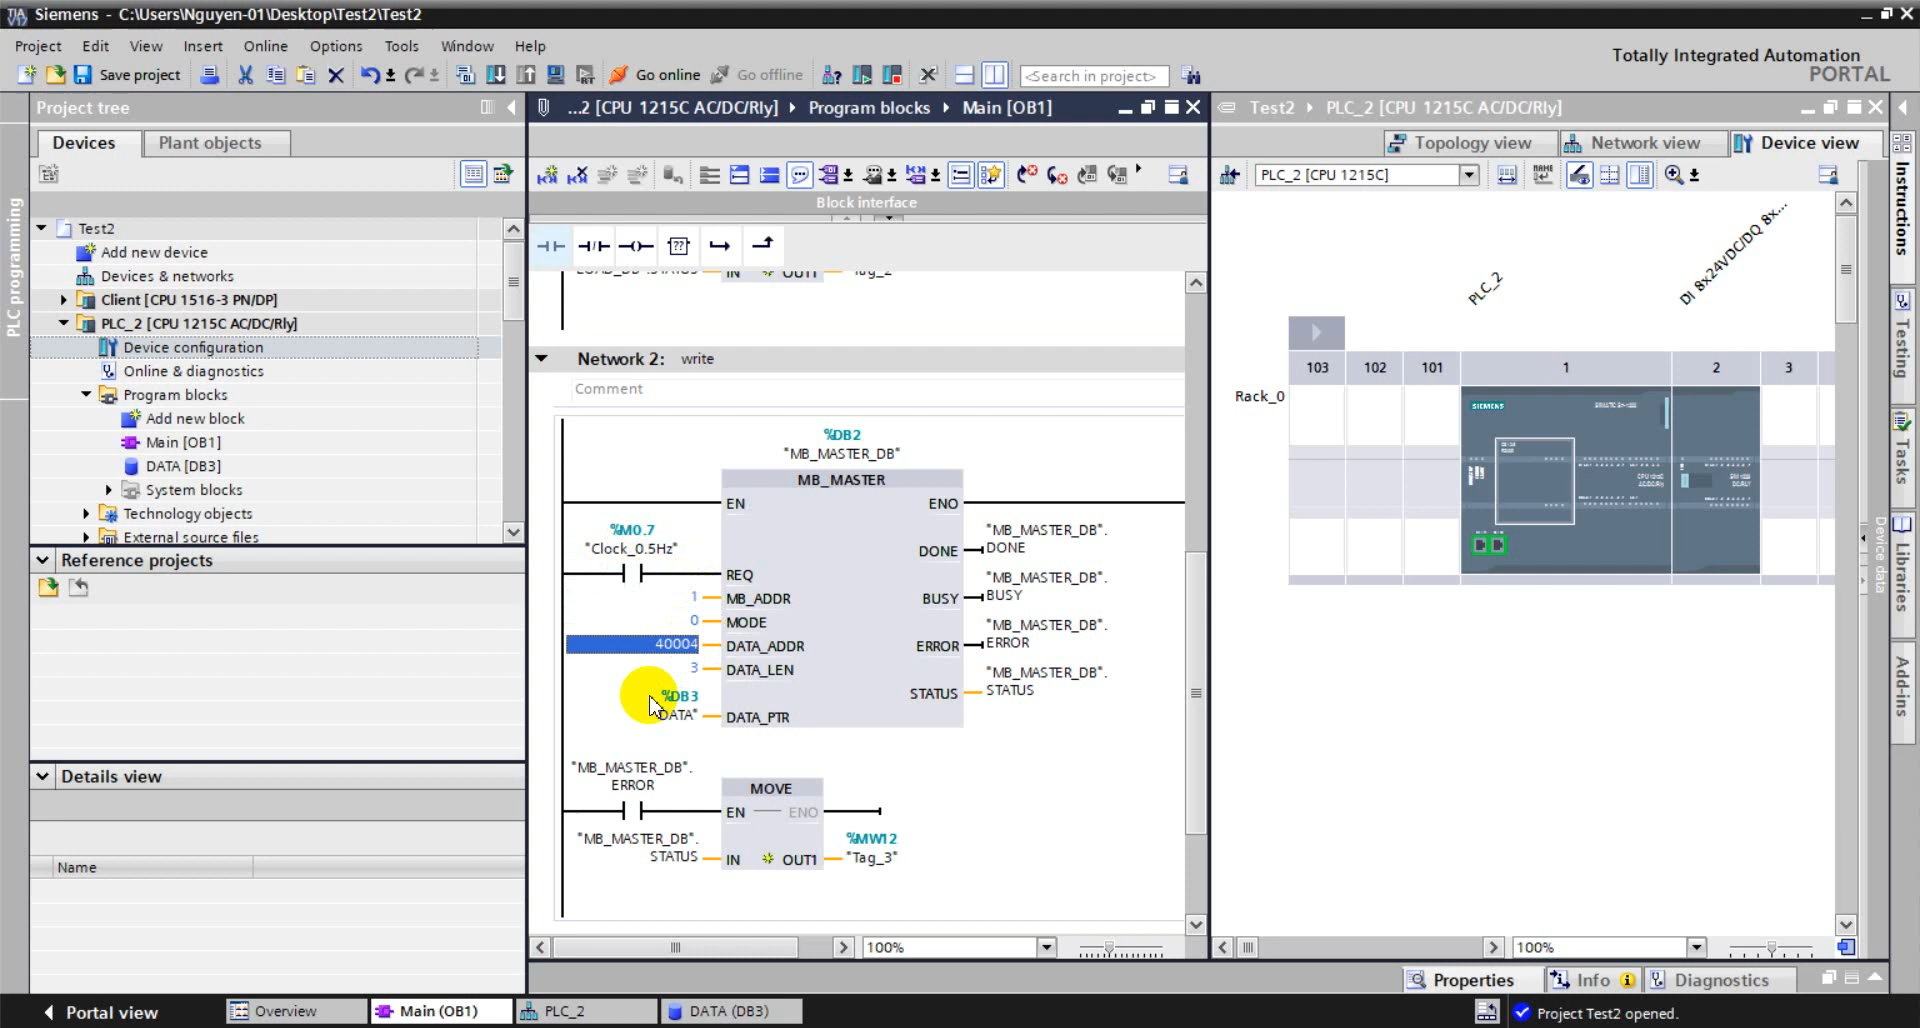 Siemens - C:\Users\Nguyen-01\Desktop\Test2\Test2
Project Edit View Insert Online Options Tools Window Help
Totally Integrated Automation
PORTAL
Save project
Go online
Go offline
<Search in project>
Project tree
Devices
Plant objects
PLC programming
Test2
Add new device
Devices & networks
Client [CPU 1516-3 PN/DP]
PLC_2 [CPU 1215C AC/DC/Rly]
Device configuration
Online & diagnostics
Program blocks
Add new block
Main [OB1]
DATA [DB3]
System blocks
Technology objects
External source files
Reference projects
Details view
Name
...2 [CPU 1215C AC/DC/Rly] Program blocks Main [OB1]
Block interface
IN OUT1
Network 2: write
Comment
%DB2
"MB_MASTER_DB"
MB_MASTER
EN ENO
%M0.7
"Clock_0.5Hz"
REQ
1 MB_ADDR
0 MODE
40004 DATA_ADDR
3 DATA_LEN
%DB3
DATA" DATA_PTR
"MB_MASTER_DB".
DONE DONE
"MB_MASTER_DB".
BUSY BUSY
"MB_MASTER_DB".
ERROR ERROR
"MB_MASTER_DB".
STATUS STATUS
"MB_MASTER_DB".
ERROR
MOVE
EN ENO
"MB_MASTER_DB".
STATUS IN
OUT1
%MW12
"Tag_3"
100%
Test2 PLC_2 [CPU 1215C AC/DC/Rly]
Topology view
Network view
Device view
PLC_2 [CPU 1215C]
PLC_2
DI 8x24VDC/DQ 8x...
103 102 101 1 2 3
Rack_0
SIEMENS
100%
Device data
Instructions
Testing
Tasks
Libraries
Add-ins
Properties
Info
Diagnostics
Portal view
Overview
Main (OB1)
PLC_2
DATA (DB3)
Project Test2 opened.